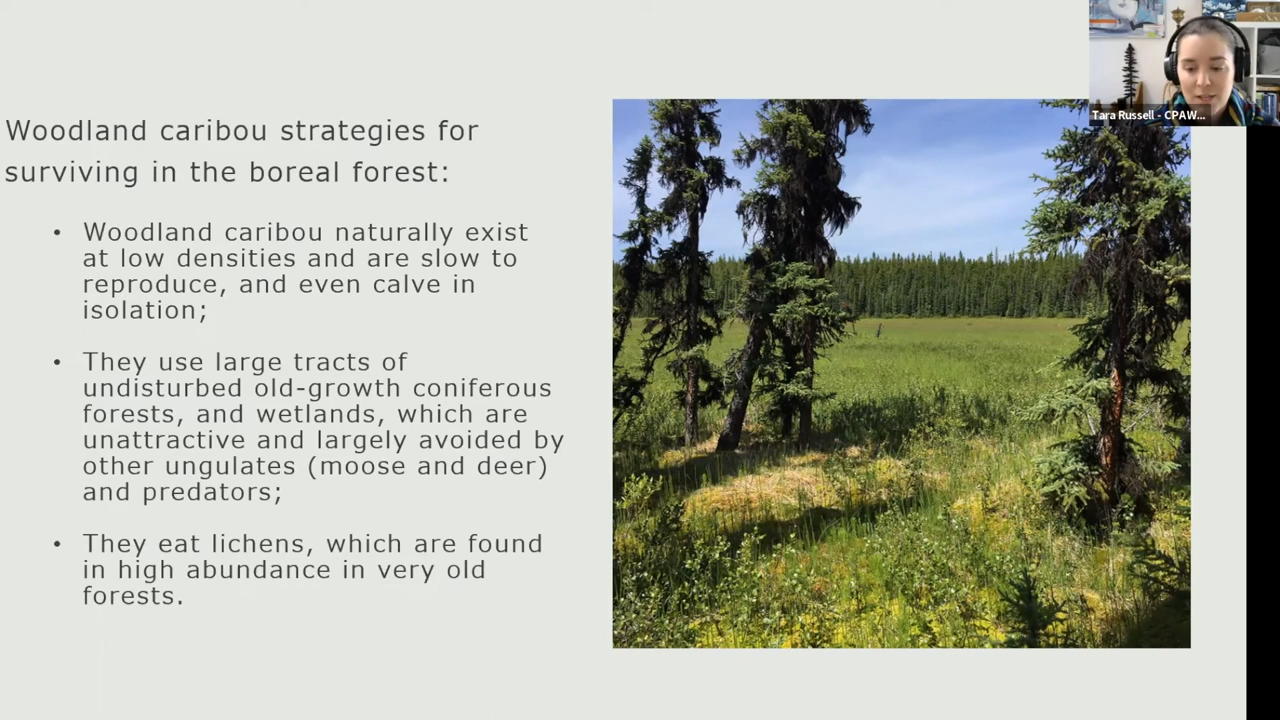 Woodland caribou strategies for
surviving in the boreal forest:
• Woodland caribou naturally exist
at low densities and are slow to
reproduce, and even calve in
isolation;
• They use large tracts of
undisturbed old-growth coniferous
forests, and wetlands, which are
unattractive and largely avoided by
other ungulates (moose and deer)
and predators;
• They eat lichens, which are found
in high abundance in very old
forests.
Tara Russell - CPAW...